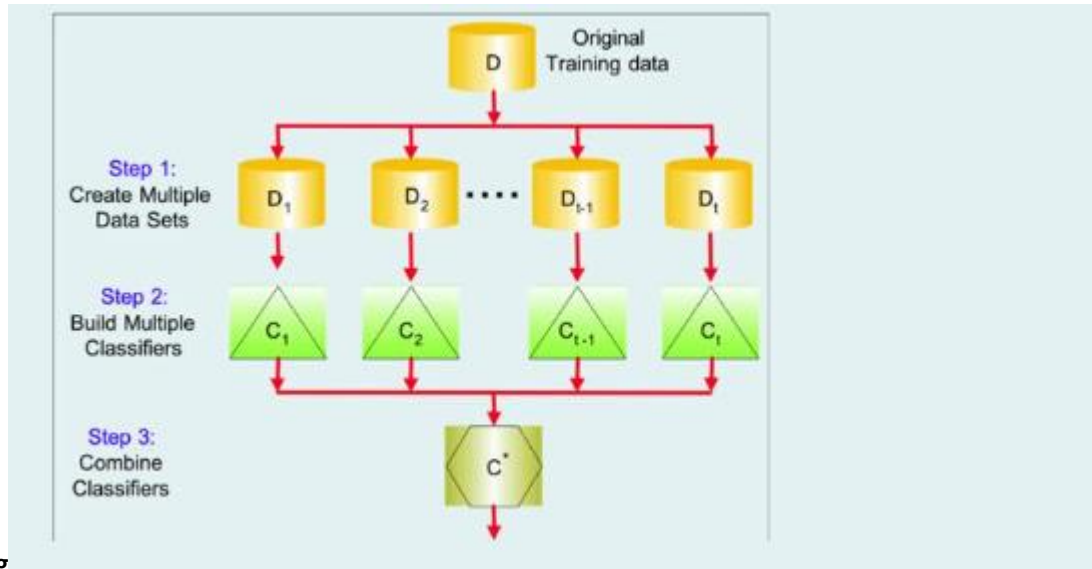 D
Original
Training data
Step 1:
Create Multiple
Data Sets
D1
D2
....
Dt-1
Dt
Step 2:
Build Multiple
Classifiers
C1
C2
Ct-1
Ct
Step 3:
Combine
Classifiers
C*
g